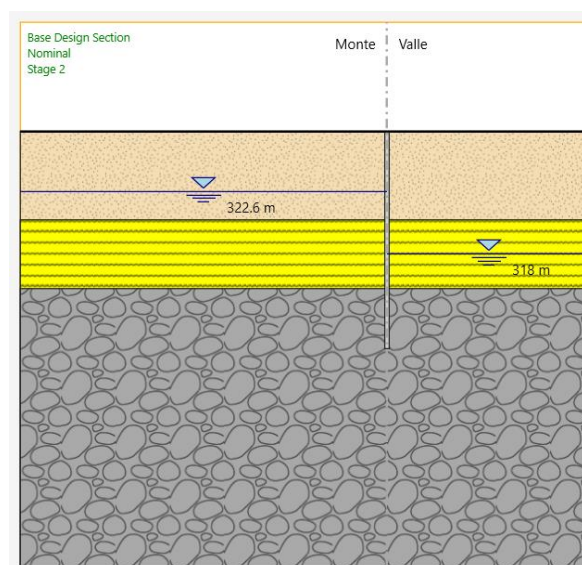 Base Design Section
Nominal
Stage 2
Monte
Valle
322.6 m
318 m